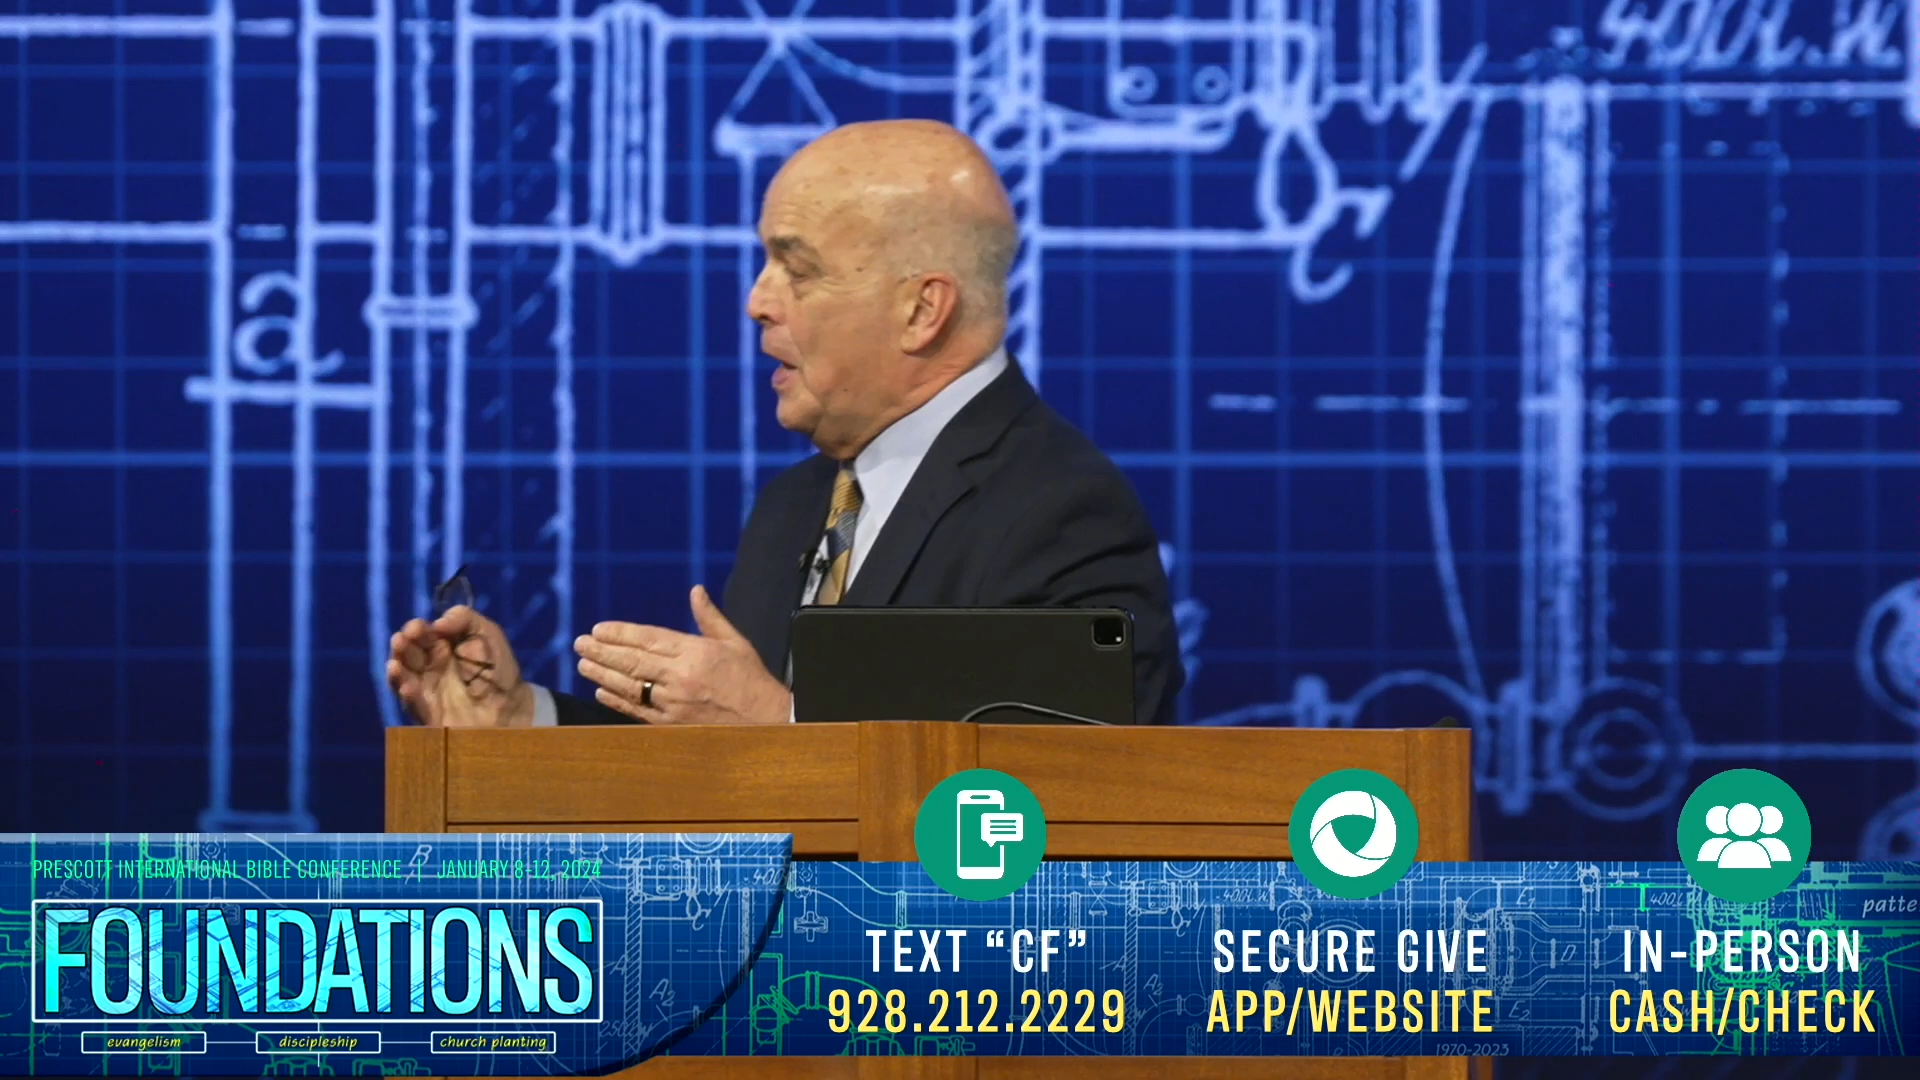 400L.W
a
C
PRESCOTT INTERNATIONAL BIBLE CONFERENCE | JANUARY 8-12, 2024
FOUNDATIONS
evangelism
discipleship
church planting
TEXT “CF”
928.212.2229
SECURE GIVE
APP/WEBSITE
IN-PERSON
CASH/CHECK
patte
1970-2023